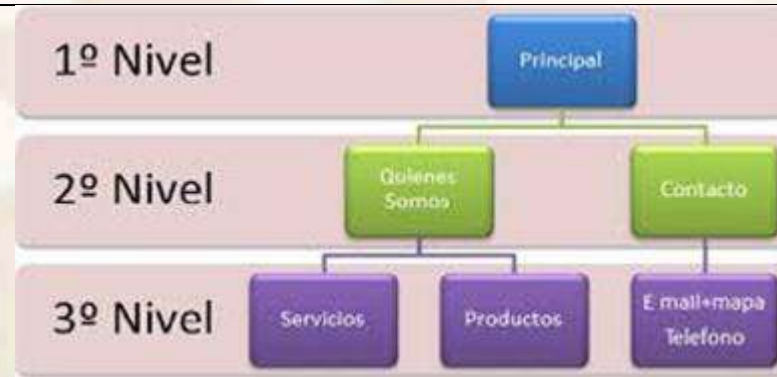 1º Nivel
Principal
2º Nivel
Quienes
Somos
Contacto
3º Nivel
Servicios
Productos
E mail+mapa
Telefono